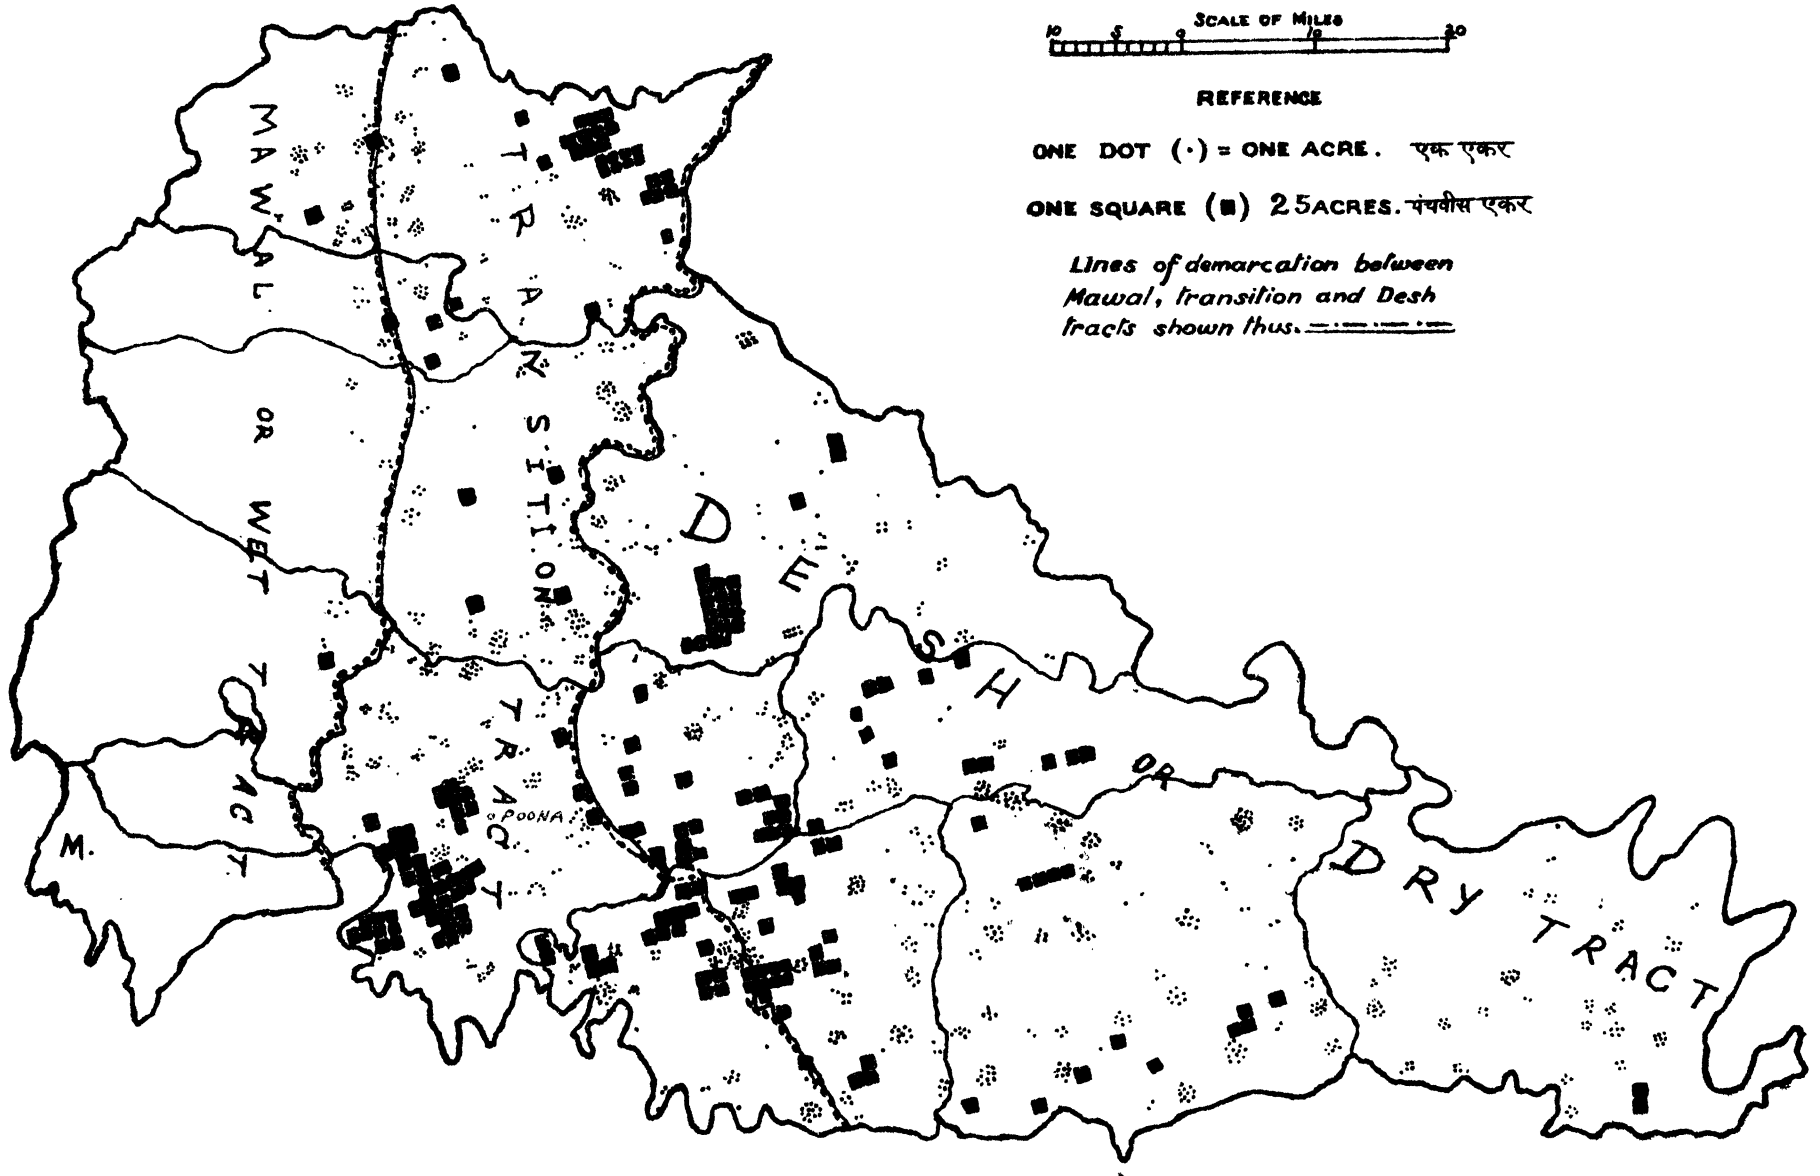 SCALE OF MILES
10 5 0 10 20
REFERENCE
ONE DOT (·) = ONE ACRE. एक एकर
ONE SQUARE (■) 25 ACRES. पंचवीस एकर
Lines of demarcation between
Mawal, transition and Desh
tracts shown thus.
MAWAL OR WET TRACT
TRANSITION TRACT
DESH OR DRY TRACT
POONA
M.